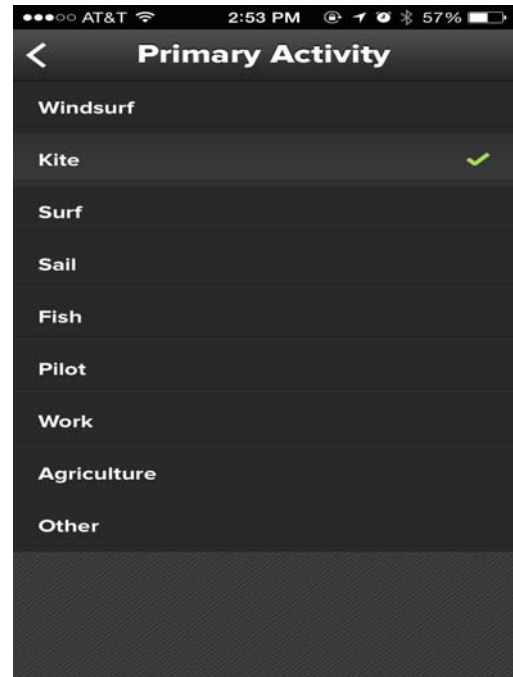 AT&T 2:53 PM 57%
Primary Activity
Windsurf
Kite
Surf
Sail
Fish
Pilot
Work
Agriculture
Other